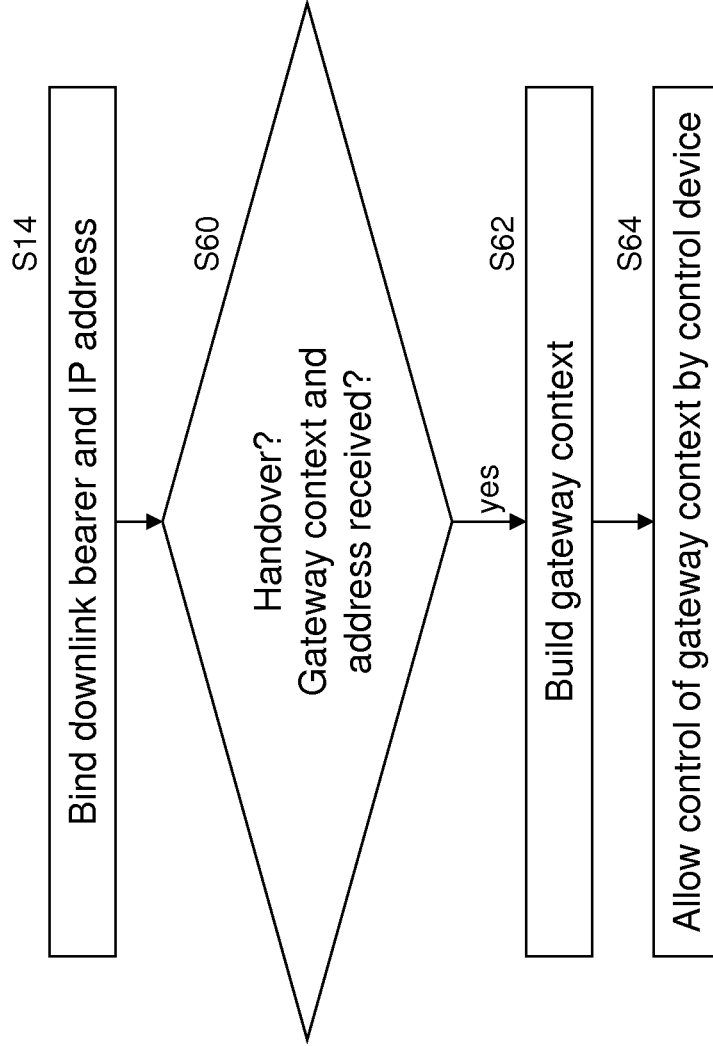 S14
Bind downlink bearer and IP address
S60
Handover?
Gateway context and
address received?
yes
S62
Build gateway context
S64
Allow control of gateway context by control device